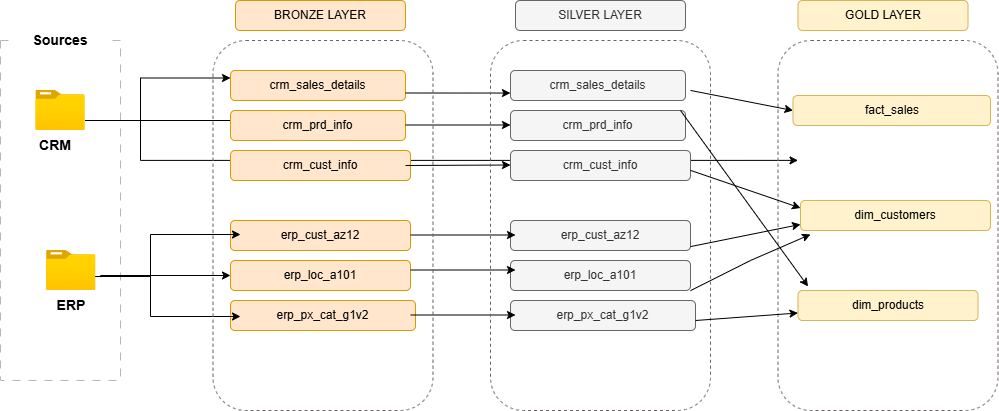 BRONZE LAYER
SILVER LAYER
GOLD LAYER
Sources
CRM
ERP
crm_sales_details
crm_prd_info
crm_cust_info
erp_cust_az12
erp_loc_a101
erp_px_cat_g1v2
crm_sales_details
crm_prd_info
crm_cust_info
erp_cust_az12
erp_loc_a101
erp_px_cat_g1v2
fact_sales
dim_customers
dim_products